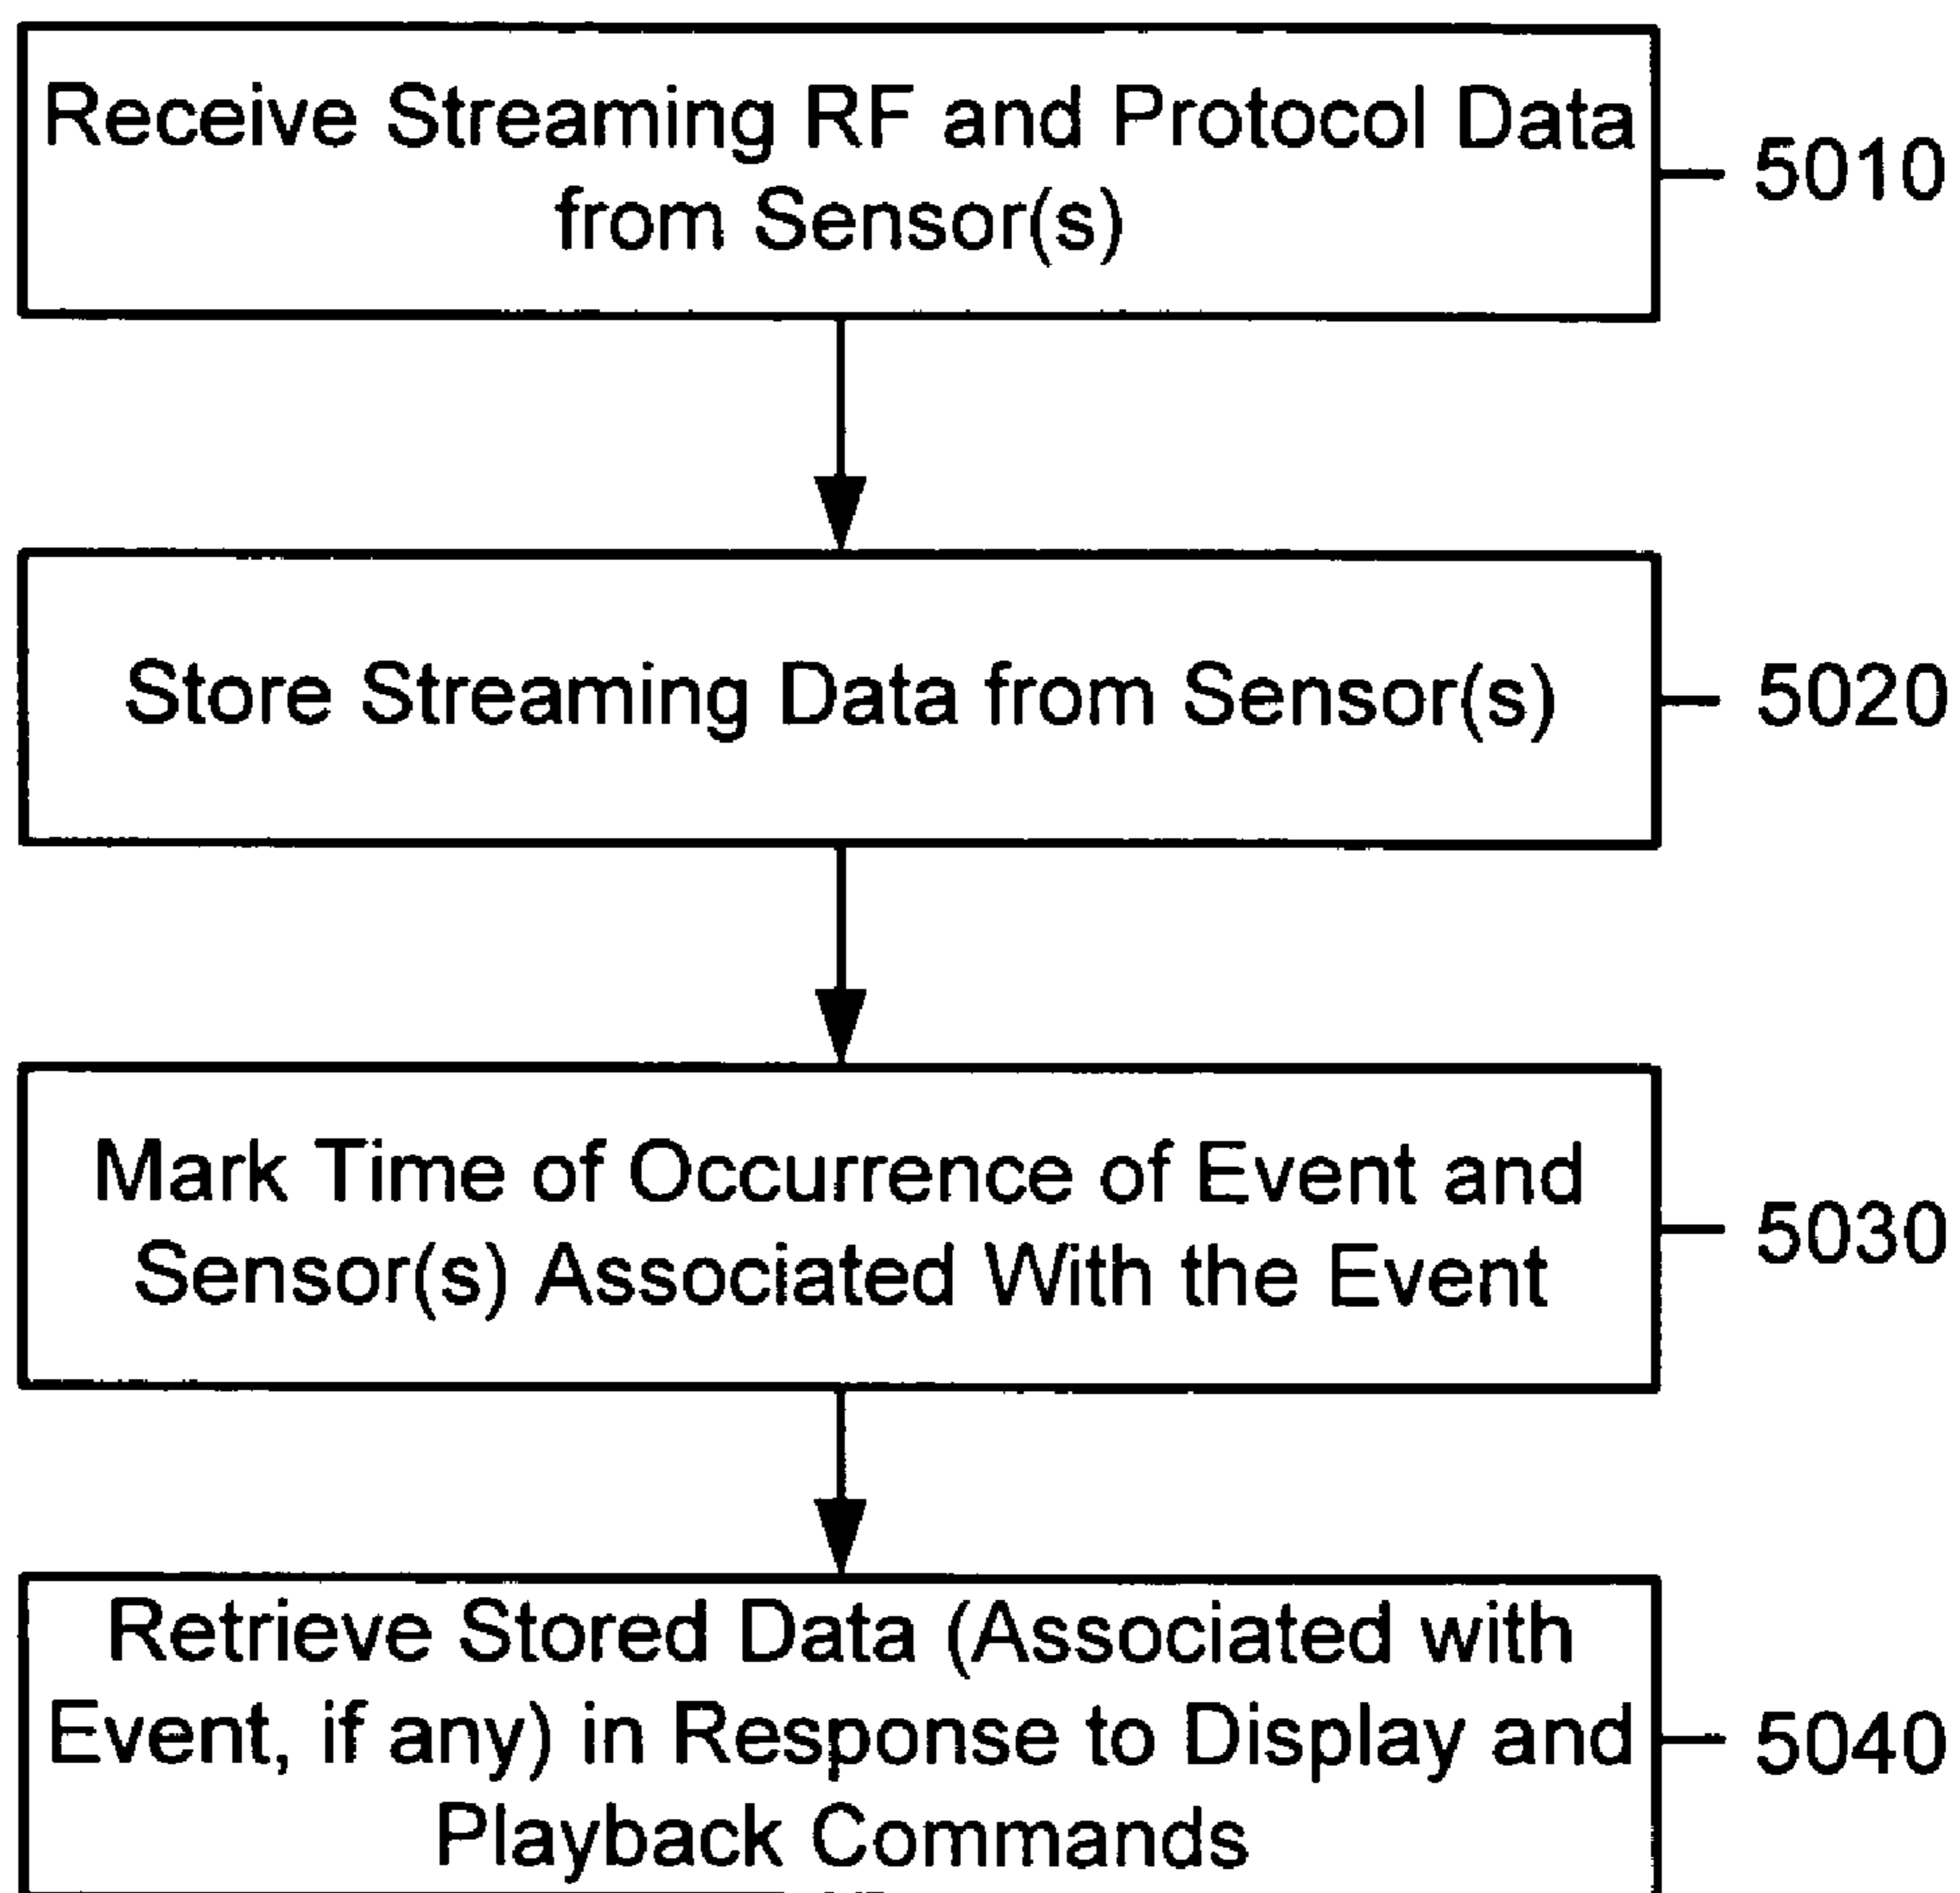 Receive Streaming RF and Protocol Data
from Sensor(s)
5010
Store Streaming Data from Sensor(s)
5020
Mark Time of Occurrence of Event and
Sensor(s) Associated With the Event
5030
Retrieve Stored Data (Associated with
Event, if any) in Response to Display and
Playback Commands
5040